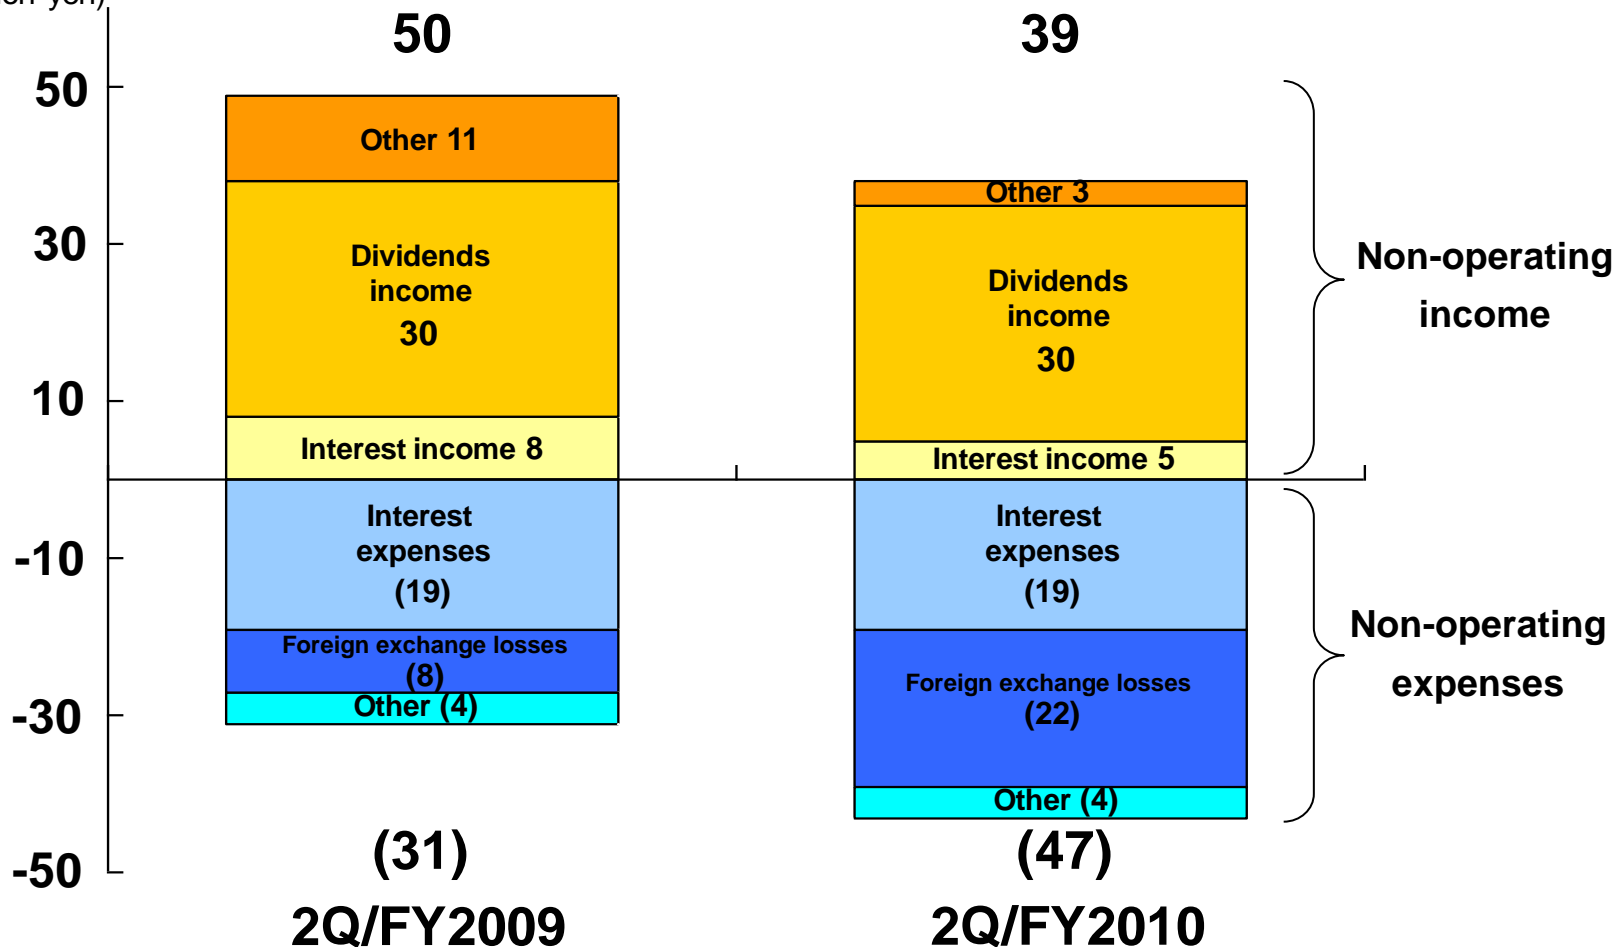 yen)
50
39
50
30
10
-10
-30
-50
Other 11
Dividends
income
30
Interest income 8
Interest
expenses
(19)
Foreign exchange losses
(8)
Other (4)
(31)
2Q/FY2009
Other 3
Dividends
income
30
Interest income 5
Interest
expenses
(19)
Foreign exchange losses
(22)
Other (4)
(47)
2Q/FY2010
Non-operating
income
Non-operating
expenses